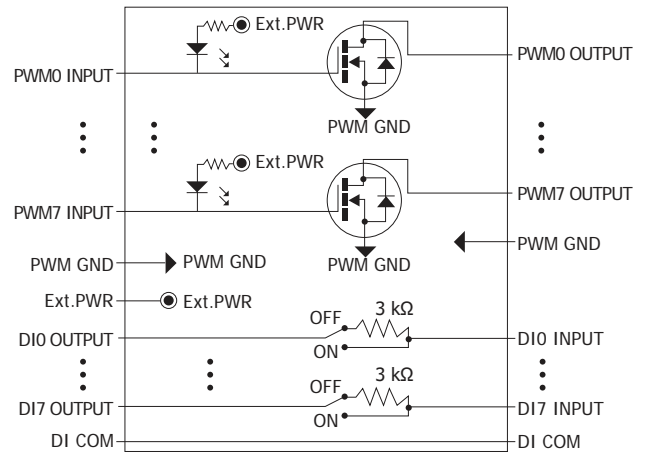 Ext.PWR
PWM0 INPUT
PWM0 OUTPUT
PWM GND
Ext.PWR
PWM7 INPUT
PWM7 OUTPUT
PWM GND
PWM GND
PWM GND
PWM GND
Ext.PWR
Ext.PWR
3 kΩ
OFF
DI0 OUTPUT
DI0 INPUT
ON
3 kΩ
OFF
DI7 OUTPUT
DI7 INPUT
ON
DI COM
DI COM